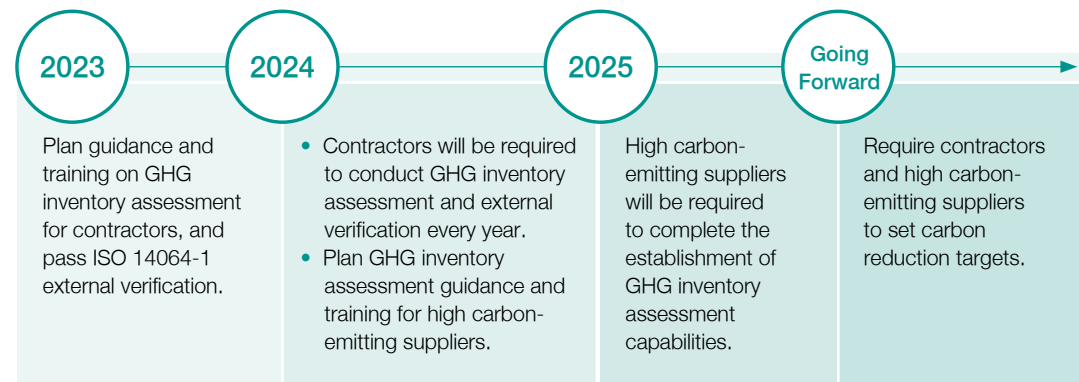 2023
2024
2025
Going
Forward
Plan guidance and
training on GHG
inventory assessment
for contractors, and
pass ISO 14064-1
external verification.
• Contractors will be required
to conduct GHG inventory
assessment and external
verification every year.
• Plan GHG inventory
assessment guidance and
training for high carbon-
emitting suppliers.
High carbon-
emitting suppliers
will be required
to complete the
establishment of
GHG inventory
assessment
capabilities.
Require contractors
and high carbon-
emitting suppliers
to set carbon
reduction targets.